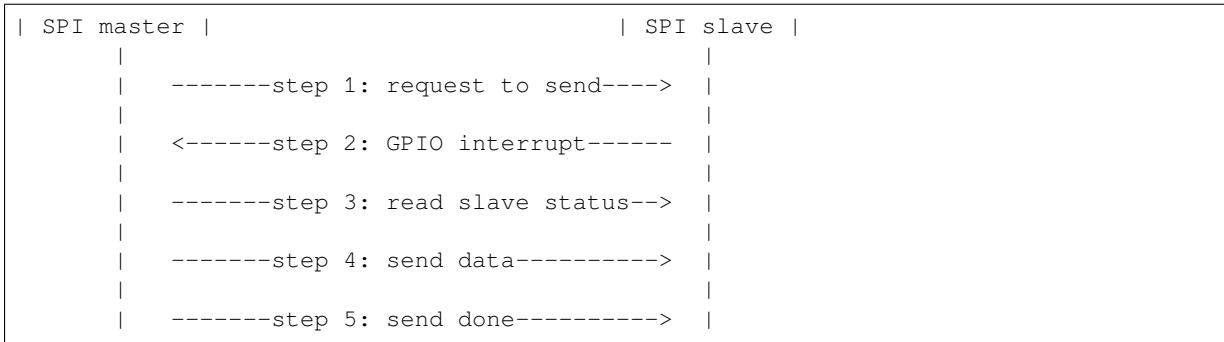 | SPI master |                                  | SPI slave |
       |                                         |
       |   -------step 1: request to send---->   |
       |                                         |
       |   <------step 2: GPIO interrupt------   |
       |                                         |
       |   -------step 3: read slave status-->   |
       |                                         |
       |   -------step 4: send data---------->   |
       |                                         |
       |   -------step 5: send done---------->   |